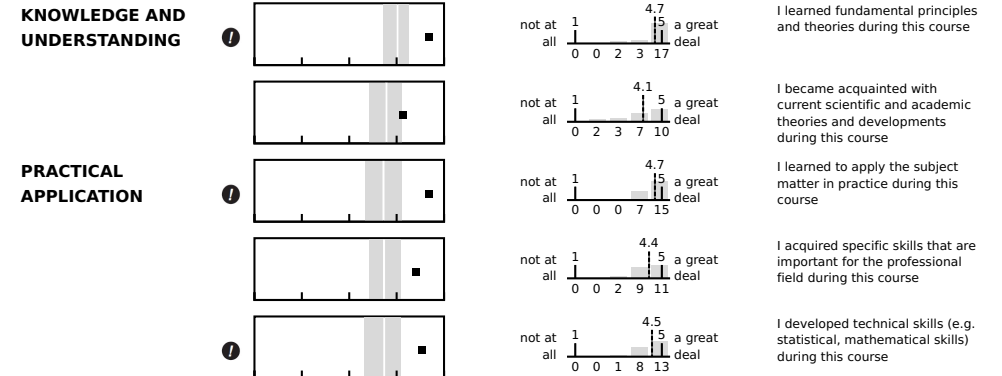 KNOWLEDGE AND
UNDERSTANDING
!
4.7
not at 1 5 a great
all deal
0 0 2 3 17
I learned fundamental principles
and theories during this course
4.1
not at 1 5 a great
all deal
0 2 3 7 10
I became acquainted with
current scientific and academic
theories and developments
during this course
PRACTICAL
APPLICATION
!
4.7
not at 1 5 a great
all deal
0 0 0 7 15
I learned to apply the subject
matter in practice during this
course
4.4
not at 1 5 a great
all deal
0 0 2 9 11
I acquired specific skills that are
important for the professional
field during this course
!
4.5
not at 1 5 a great
all deal
0 0 1 8 13
I developed technical skills (e.g.
statistical, mathematical skills)
during this course